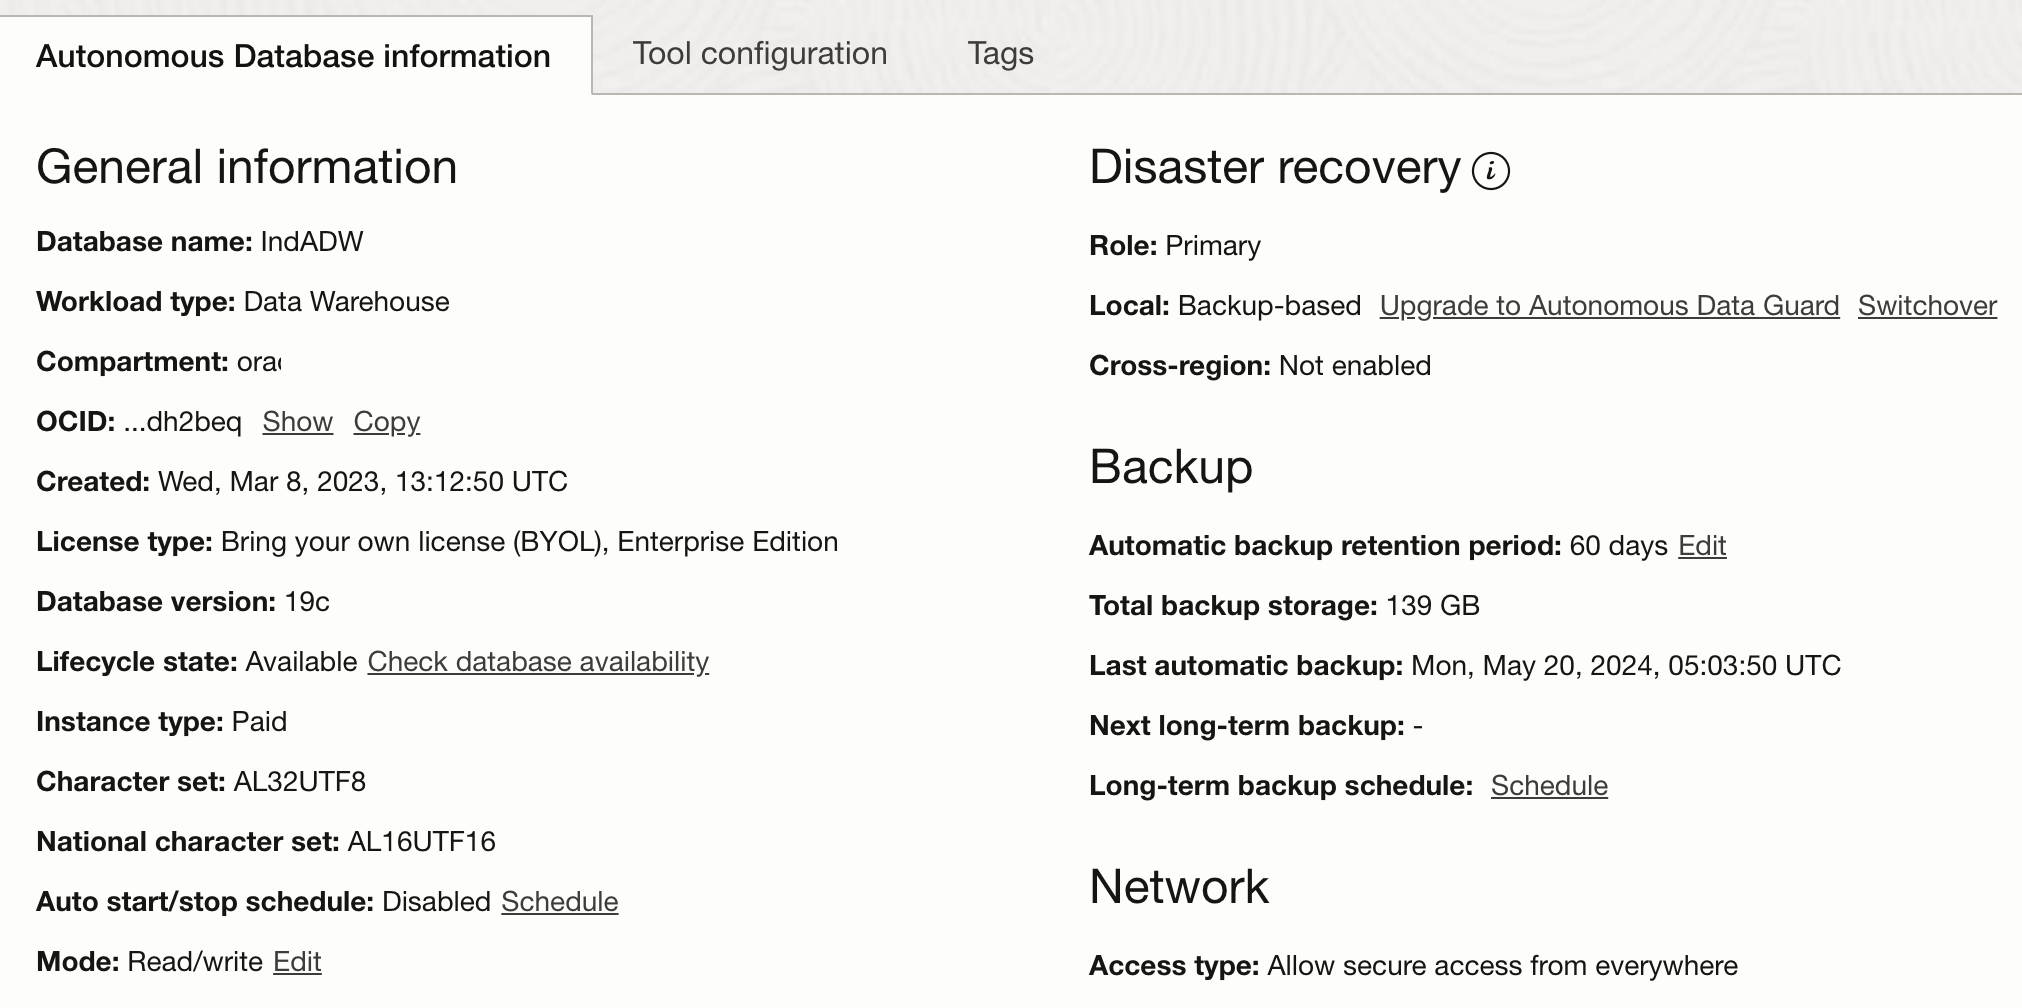 Autonomous Database information
Tool configuration
Tags
General information
Database name: IndADW
Workload type: Data Warehouse
Compartment:
OCID: ...dh2beq Show Copy
Created: Wed, Mar 8, 2023, 13:12:50 UTC
License type: Bring your own license (BYOL), Enterprise Edition
Database version: 19c
Lifecycle state: Available Check database availability
Instance type: Paid
Character set: AL32UTF8
National character set: AL16UTF16
Auto start/stop schedule: Disabled Schedule
Mode: Read/write Edit
Disaster recovery
Role: Primary
Local: Backup-based Upgrade to Autonomous Data Guard Switchover
Cross-region: Not enabled
Backup
Automatic backup retention period: 60 days Edit
Total backup storage: 139 GB
Last automatic backup: Mon, May 20, 2024, 05:03:50 UTC
Next long-term backup: -
Long-term backup schedule: Schedule
Network
Access type: Allow secure access from everywhere